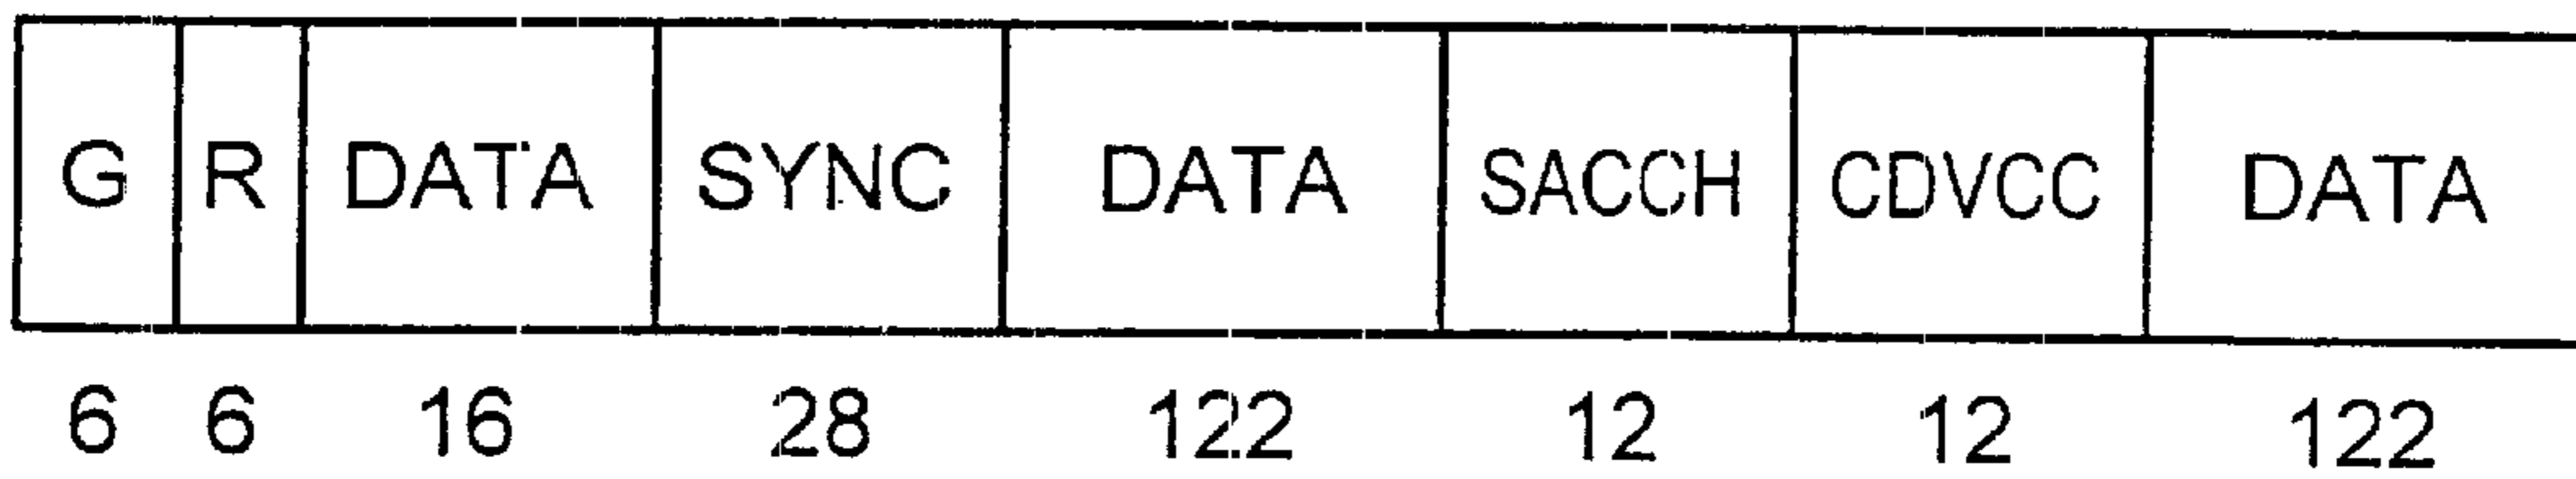 G R DATA SYNC DATA SACCH CDVCC DATA
6 6 16 28 122 12 12 122